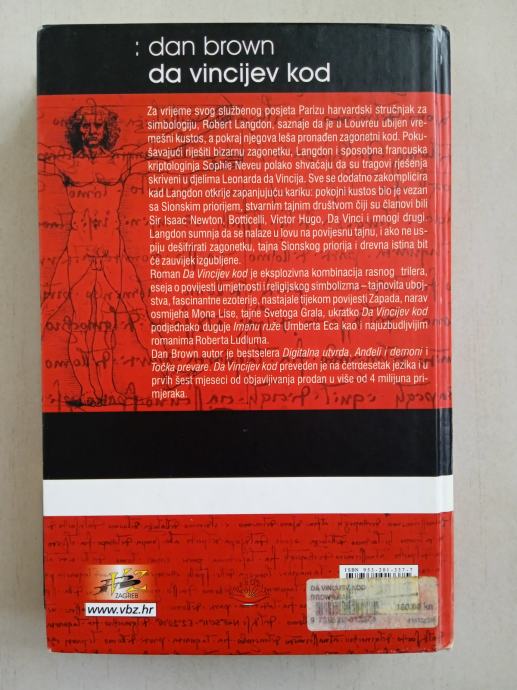 : dan brown
da vincijev kod
Za vrijeme svog službenog posjeta Parizu harvardski stručnjak za
simbologiju, Robert Langdon, saznaje da je u Louvreu ubijen vre-
mešni kustos, a pokraj njegova leša pronađen zagonetni kod. Poku-
šavajući riješiti bizarnu zagonetku, Langdon i sposobna francuska
kriptologinja Sophie Neveu polako shvaćaju da su tragovi rješenja
skriveni u djelima Leonarda da Vincija. Sve se dodatno zakomplicira
kad Langdon otkrije zapanjujuću kariku: pokojni kustos bio je vezan
sa Sionskim priorijem, stvarnim tajnim društvom čiji su članovi bili
Sir Isaac Newton, Botticelli, Victor Hugo, Da Vinci i mnogi drugi.
Langdon sumnja da se nalaze u lovu na povijesnu tajnu, i ako ne us-
piju dešifrirati zagonetku, tajna Sionskog priorija i drevna istina bit
će zauvijek izgubljene.
Roman Da Vincijev kod je eksplozivna kombinacija rasnog trilera,
eseja o povijesti umjetnosti i religijskog simbolizma – tajnovita uboj-
stva, fascinantne ezoterije, nastajale tijekom povijesti Zapada, narav
osmijeha Mona Lise, tajne Svetoga Grala, ukratko Da Vincijev kod
podjednako duguje Imenu ruže Umberta Eca kao i najuzbudljivijim
romanima Roberta Ludluma.
Dan Brown autor je bestselera Digitalna utvrda, Anđeli i demoni i
Točka prevare. Da Vincijev kod preveden je na četrdesetak jezika i u
prvih šest mjeseci od objavljivanja prodan u više od 4 milijuna pri-
mjeraka.
VBZ
ZAGREB
www.vbz.hr
ISBN 953-201-337-7
DA VINCIJEV KOD